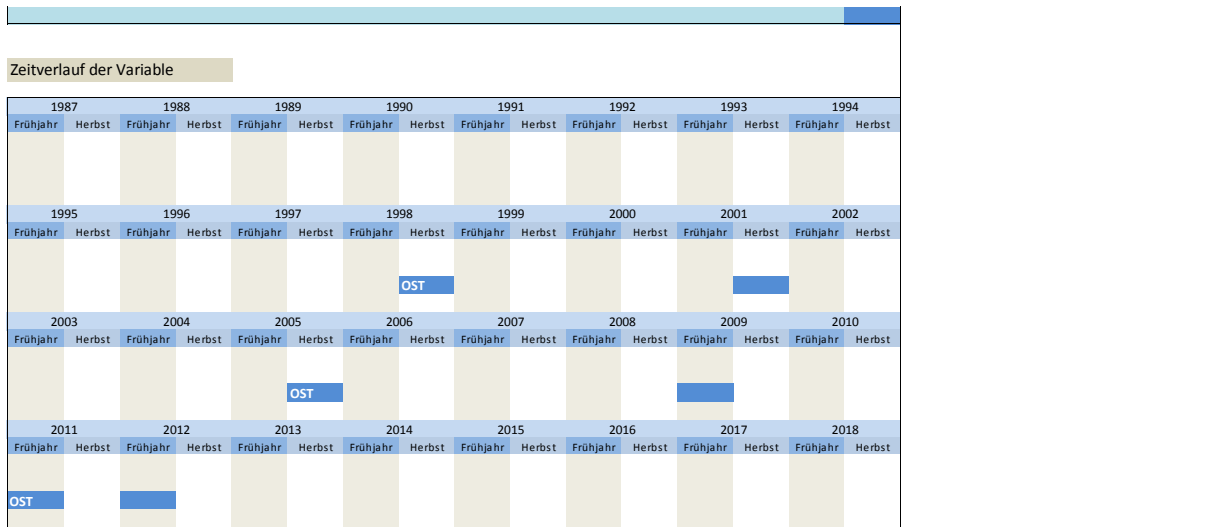 Zeitverlauf der Variable
1987 1988 1989 1990 1991 1992 1993 1994
Frühjahr Herbst Frühjahr Herbst Frühjahr Herbst Frühjahr Herbst Frühjahr Herbst Frühjahr Herbst Frühjahr Herbst Frühjahr Herbst
1995 1996 1997 1998 1999 2000 2001 2002
Frühjahr Herbst Frühjahr Herbst Frühjahr Herbst Frühjahr Herbst Frühjahr Herbst Frühjahr Herbst Frühjahr Herbst Frühjahr Herbst
OST
2003 2004 2005 2006 2007 2008 2009 2010
Frühjahr Herbst Frühjahr Herbst Frühjahr Herbst Frühjahr Herbst Frühjahr Herbst Frühjahr Herbst Frühjahr Herbst Frühjahr Herbst
OST
2011 2012 2013 2014 2015 2016 2017 2018
Frühjahr Herbst Frühjahr Herbst Frühjahr Herbst Frühjahr Herbst Frühjahr Herbst Frühjahr Herbst Frühjahr Herbst Frühjahr Herbst
OST